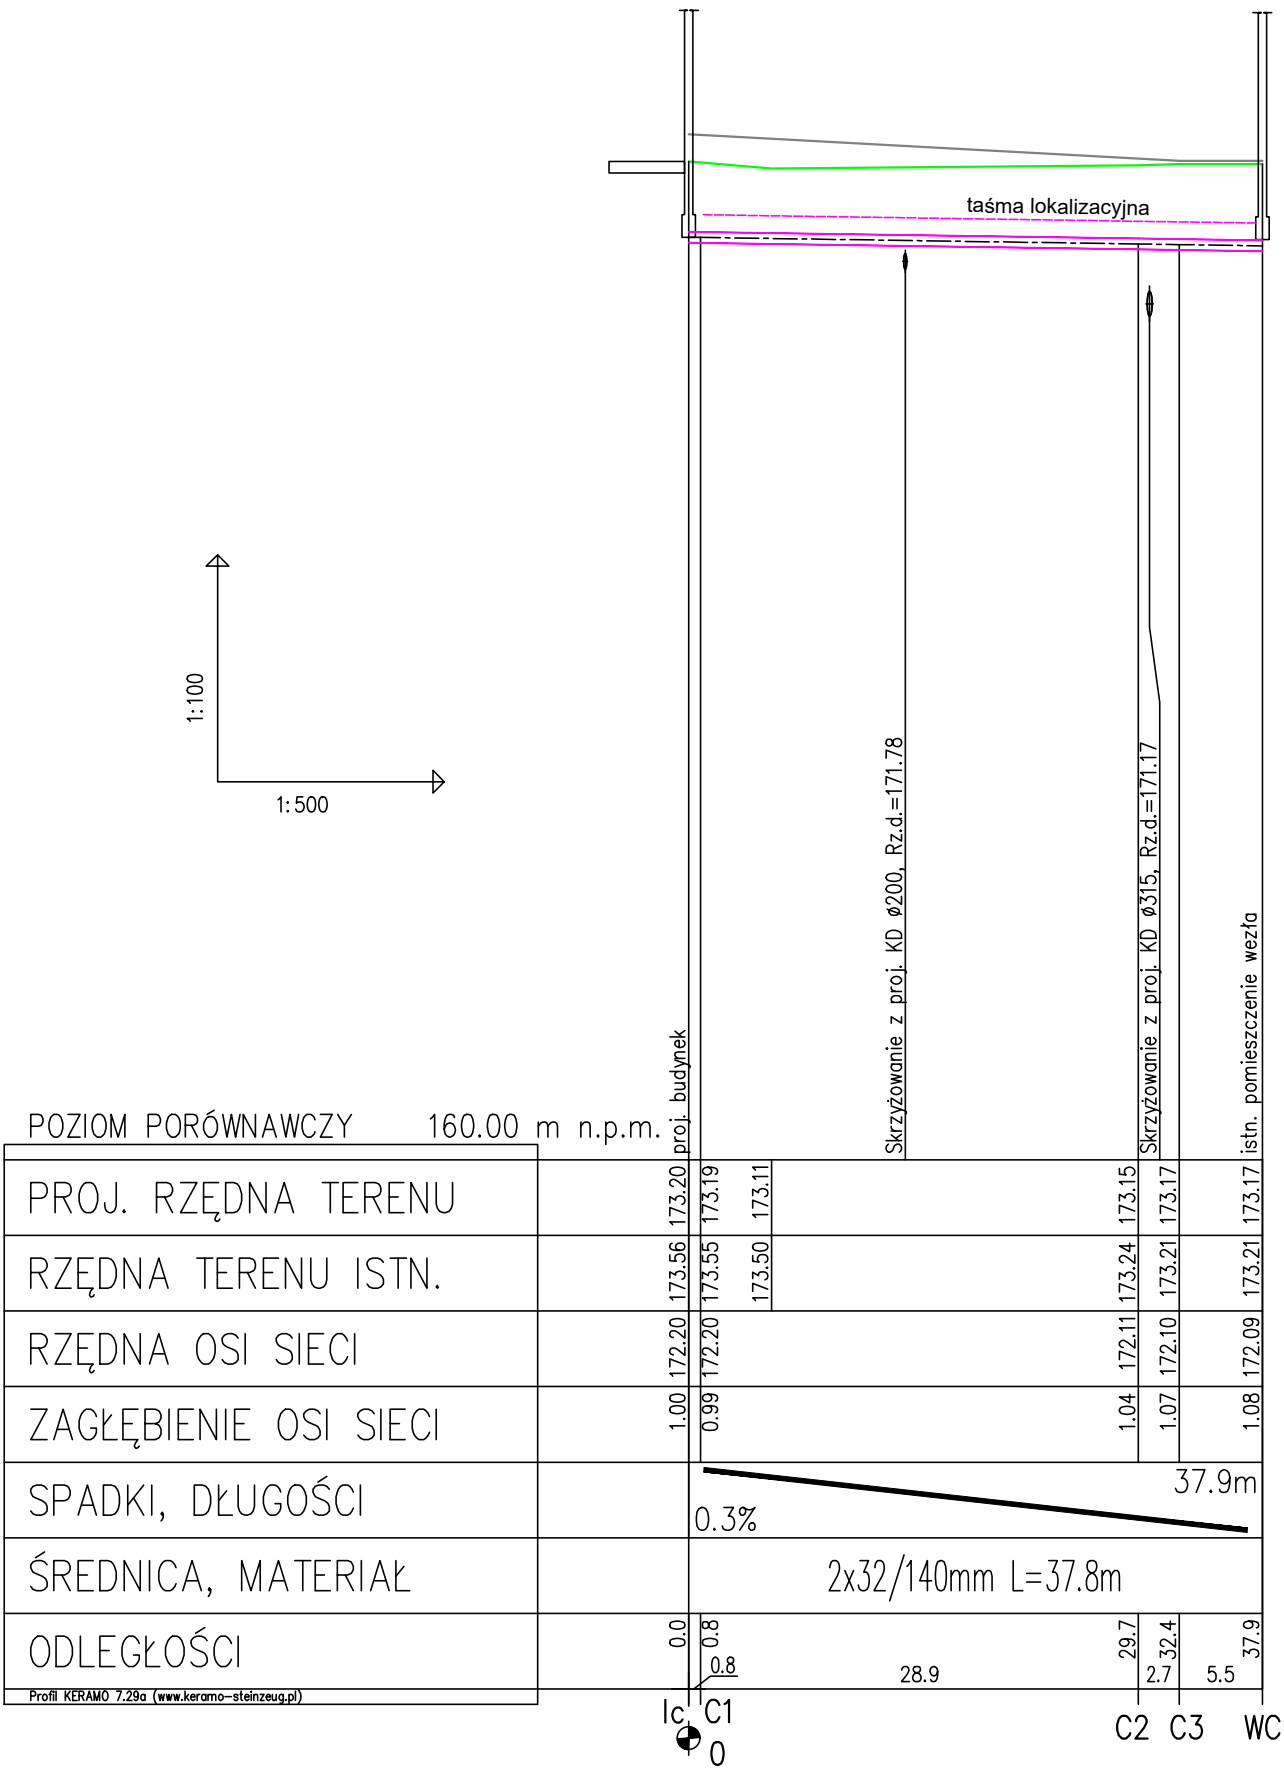 taśma lokalizacyjna
1:100
1:500
Skrzyżowanie z proj. KD ø200, Rz.d.=171.78
Skrzyżowanie z proj. KD ø315, Rz.d.=171.17
proj. budynek
istn. pomieszczenie wezła
POZIOM PORÓWNAWCZY 160.00 m n.p.m.
PROJ. RZĘDNA TERENU 173.20 173.19 173.11 173.15 173.17 173.17
RZĘDNA TERENU ISTN. 173.56 173.55 173.50 173.24 173.21 173.21
RZĘDNA OSI SIECI 172.20 172.20 172.11 172.10 172.09
ZAGŁĘBIENIE OSI SIECI 1.00 0.99 1.04 1.07 1.08
SPADKI, DŁUGOŚCI 0.3% 37.9m
ŚREDNICA, MATERIAŁ 2x32/140mm L=37.8m
ODLEGŁOŚCI 0.0 0.8 29.7 32.4 37.9
0.8 28.9 2.7 5.5
Profil KERAMO 7.29a (www.keramo-steinzeug.pl)
Ic C1 C2 C3 WC
0